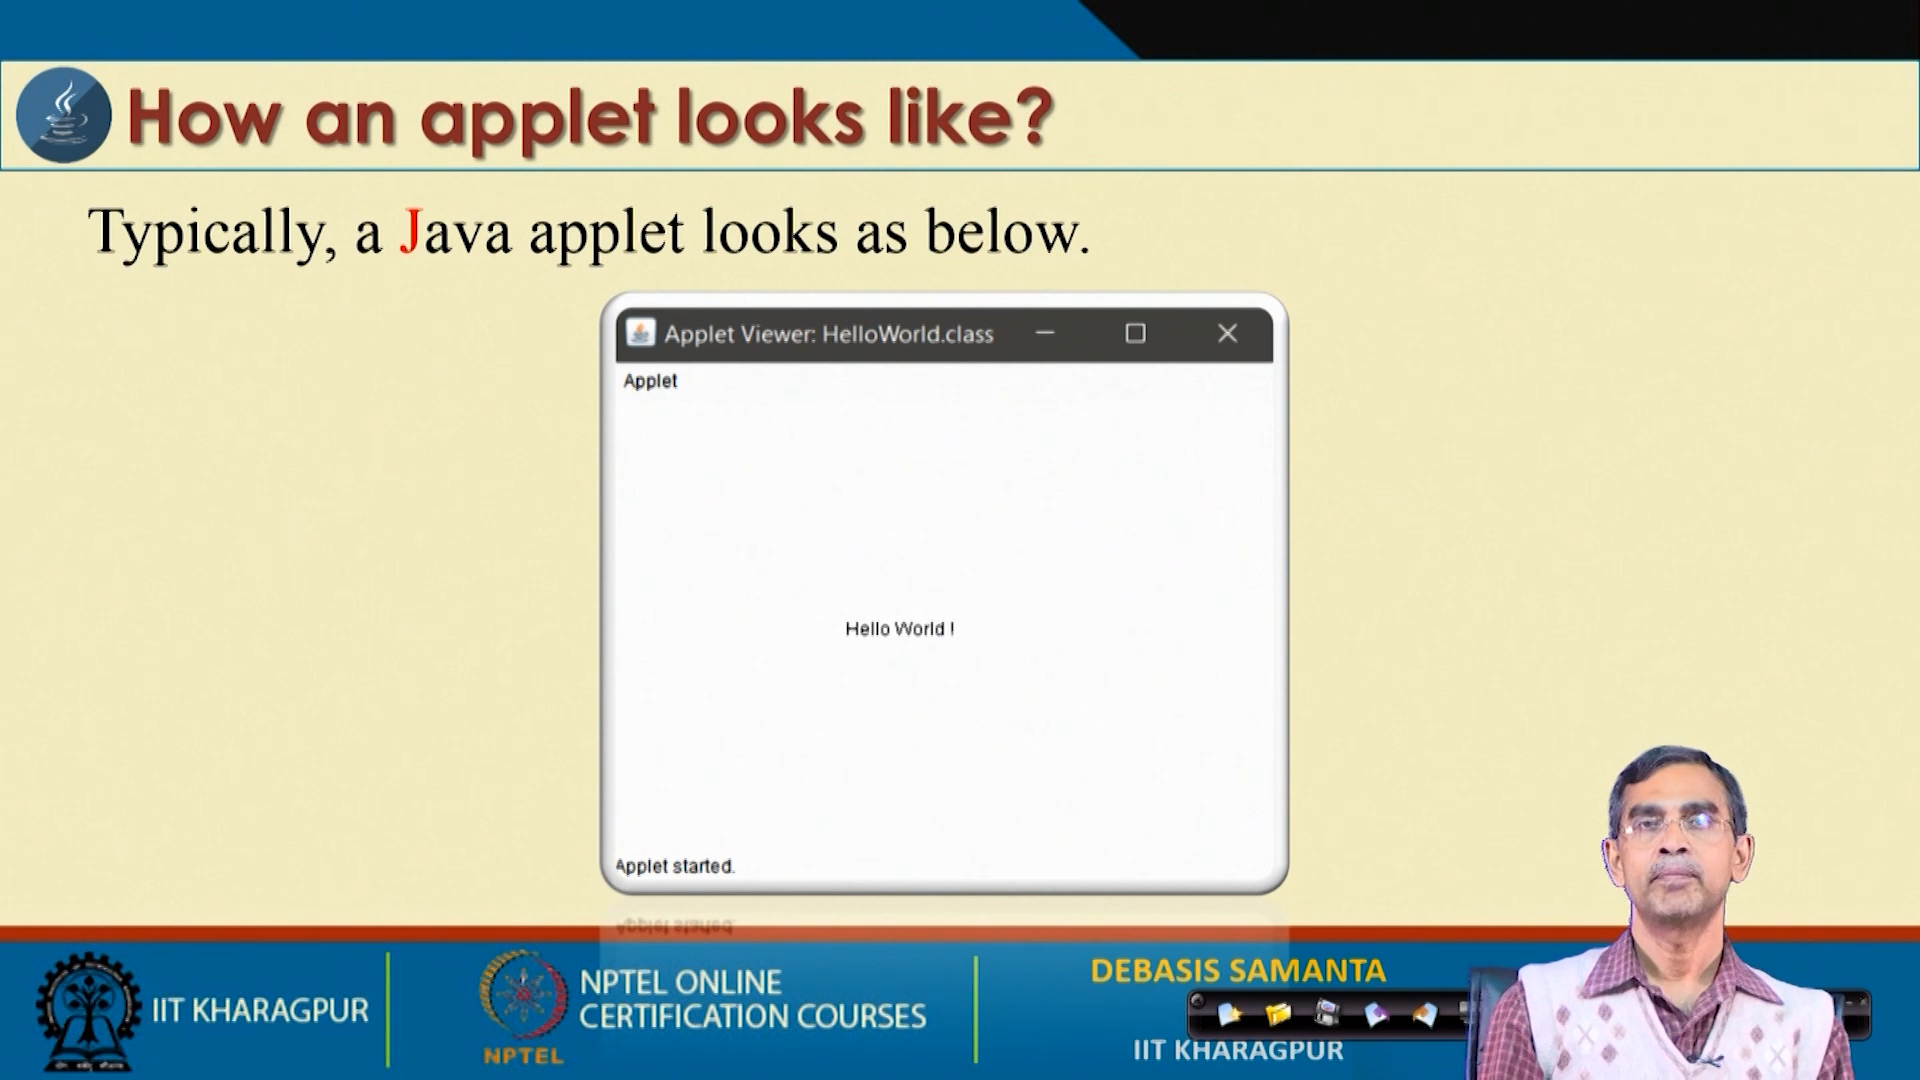 How an applet looks like?
Typically, a Java applet looks as below.
Applet Viewer: HelloWorld.class
Applet
Hello World !
Applet started.
IIT KHARAGPUR
NPTEL
NPTEL ONLINE
CERTIFICATION COURSES
DEBASIS SAMANTA
IIT KHARAGPUR